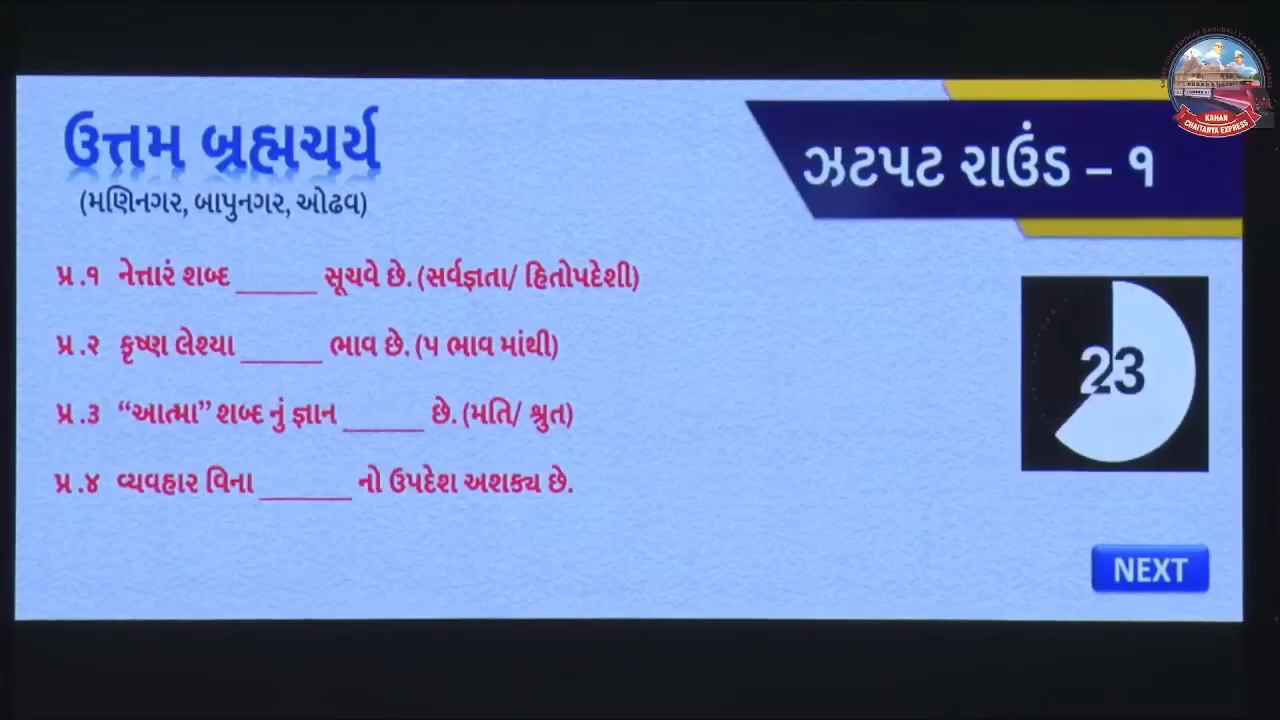 ઉત્તમ બ્રહ્મચર્ય
(મણિનગર, બાપુનગર, ઓઢવ)
ઝટપટ રાઉંડ – ૧
પ્ર.૧ નેત્તારં શબ્દ ______ સૂચવે છે. (સર્વજ્ઞતા/ હિતોપદેશી)
પ્ર.૨ કૃષ્ણ લેશ્યા ______ ભાવ છે. (૫ ભાવ માંથી)
પ્ર.૩ “આત્મા” શબ્દ નું જ્ઞાન ______ છે. (મતિ/ શ્રુત)
પ્ર.૪ વ્યવહાર વિના _______ નો ઉપદેશ અશક્ય છે.
23
NEXT
KAHAN
CHAITANYA EXPRESS